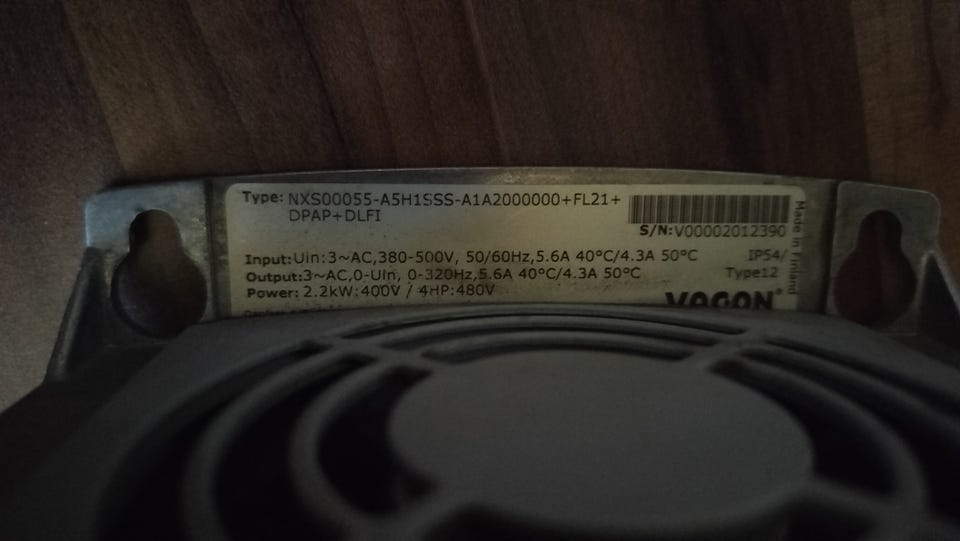 Type: NXS00055-A5H1SSS-A1A2000000+FL21+
DPAP+DLFI
S/N:V00002012390
Input:Uin:3~AC,380-500V, 50/60Hz,5.6A 40°C/4.3A 50°C
Output:3~AC,0-Uin, 0-320Hz,5.6A 40°C/4.3A 50°C
Power: 2.2kW:400V / 4HP:480V
IP54/
Type12
Made in Finland
VACON®